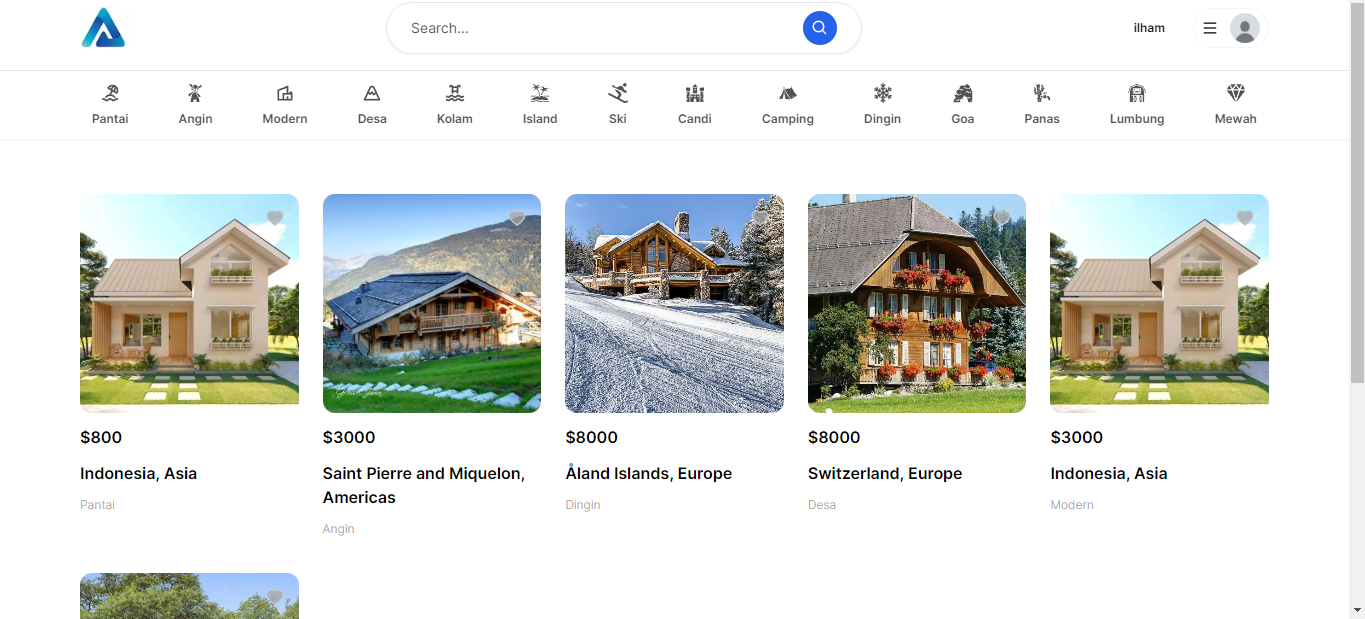 Search...
ilham
Pantai
Angin
Modern
Desa
Kolam
Island
Ski
Candi
Camping
Dingin
Goa
Panas
Lumbung
Mewah
$800
Indonesia, Asia
Pantai
$3000
Saint Pierre and Miquelon,
Americas
Angin
$8000
Åland Islands, Europe
Dingin
$8000
Switzerland, Europe
Desa
$3000
Indonesia, Asia
Modern